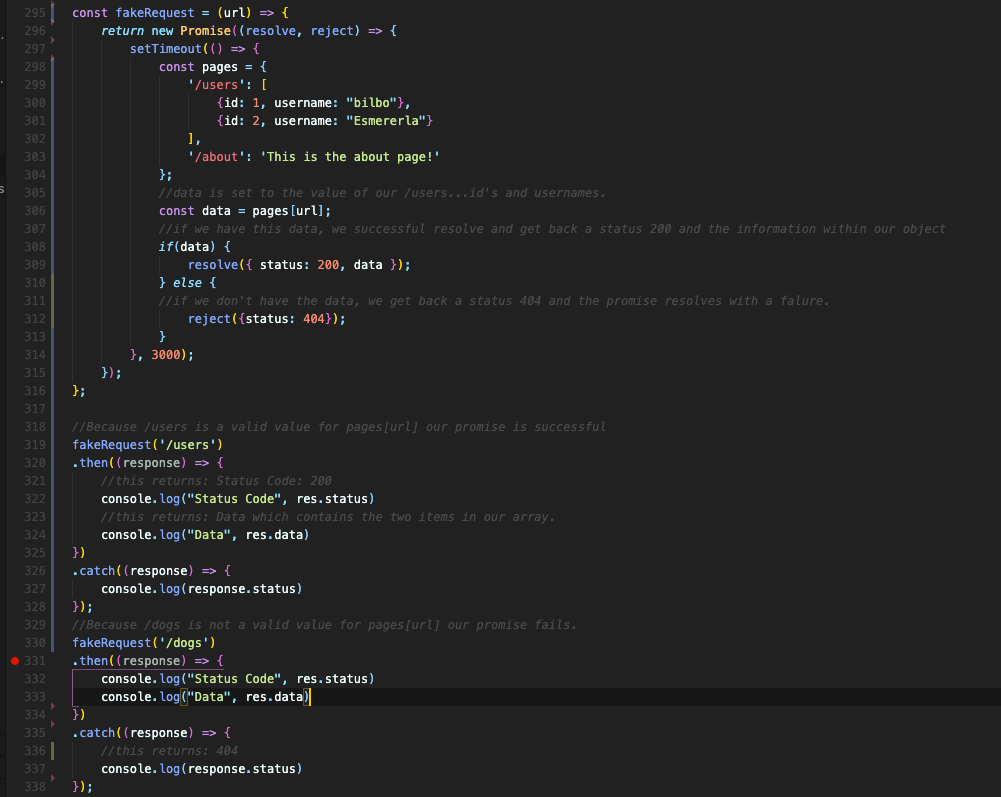 295 const fakeRequest = (url) => {
296 return new Promise((resolve, reject) => {
297 setTimeout(() => {
298 const pages = {
299 '/users': [
300 {id: 1, username: "bilbo"},
301 {id: 2, username: "Esmererla"}
302 ],
303 '/about': 'This is the about page!'
304 };
305 //data is set to the value of our /users...id's and usernames.
306 const data = pages[url];
307 //if we have this data, we successful resolve and get back a status 200 and the information within our object
308 if(data) {
309 resolve({ status: 200, data });
310 } else {
311 //if we don't have the data, we get back a status 404 and the promise resolves with a falure.
312 reject({status: 404});
313 }
314 }, 3000);
315 });
316 };
317
318 //Because /users is a valid value for pages[url] our promise is successful
319 fakeRequest('/users')
320 .then((response) => {
321 //this returns: Status Code: 200
322 console.log("Status Code", res.status)
323 //this returns: Data which contains the two items in our array.
324 console.log("Data", res.data)
325 })
326 .catch((response) => {
327 console.log(response.status)
328 });
329 //Because /dogs is not a valid value for pages[url] our promise fails.
330 fakeRequest('/dogs')
331 .then((response) => {
332 console.log("Status Code", res.status)
333 console.log("Data", res.data)
334 })
335 .catch((response) => {
336 //this returns: 404
337 console.log(response.status)
338 });